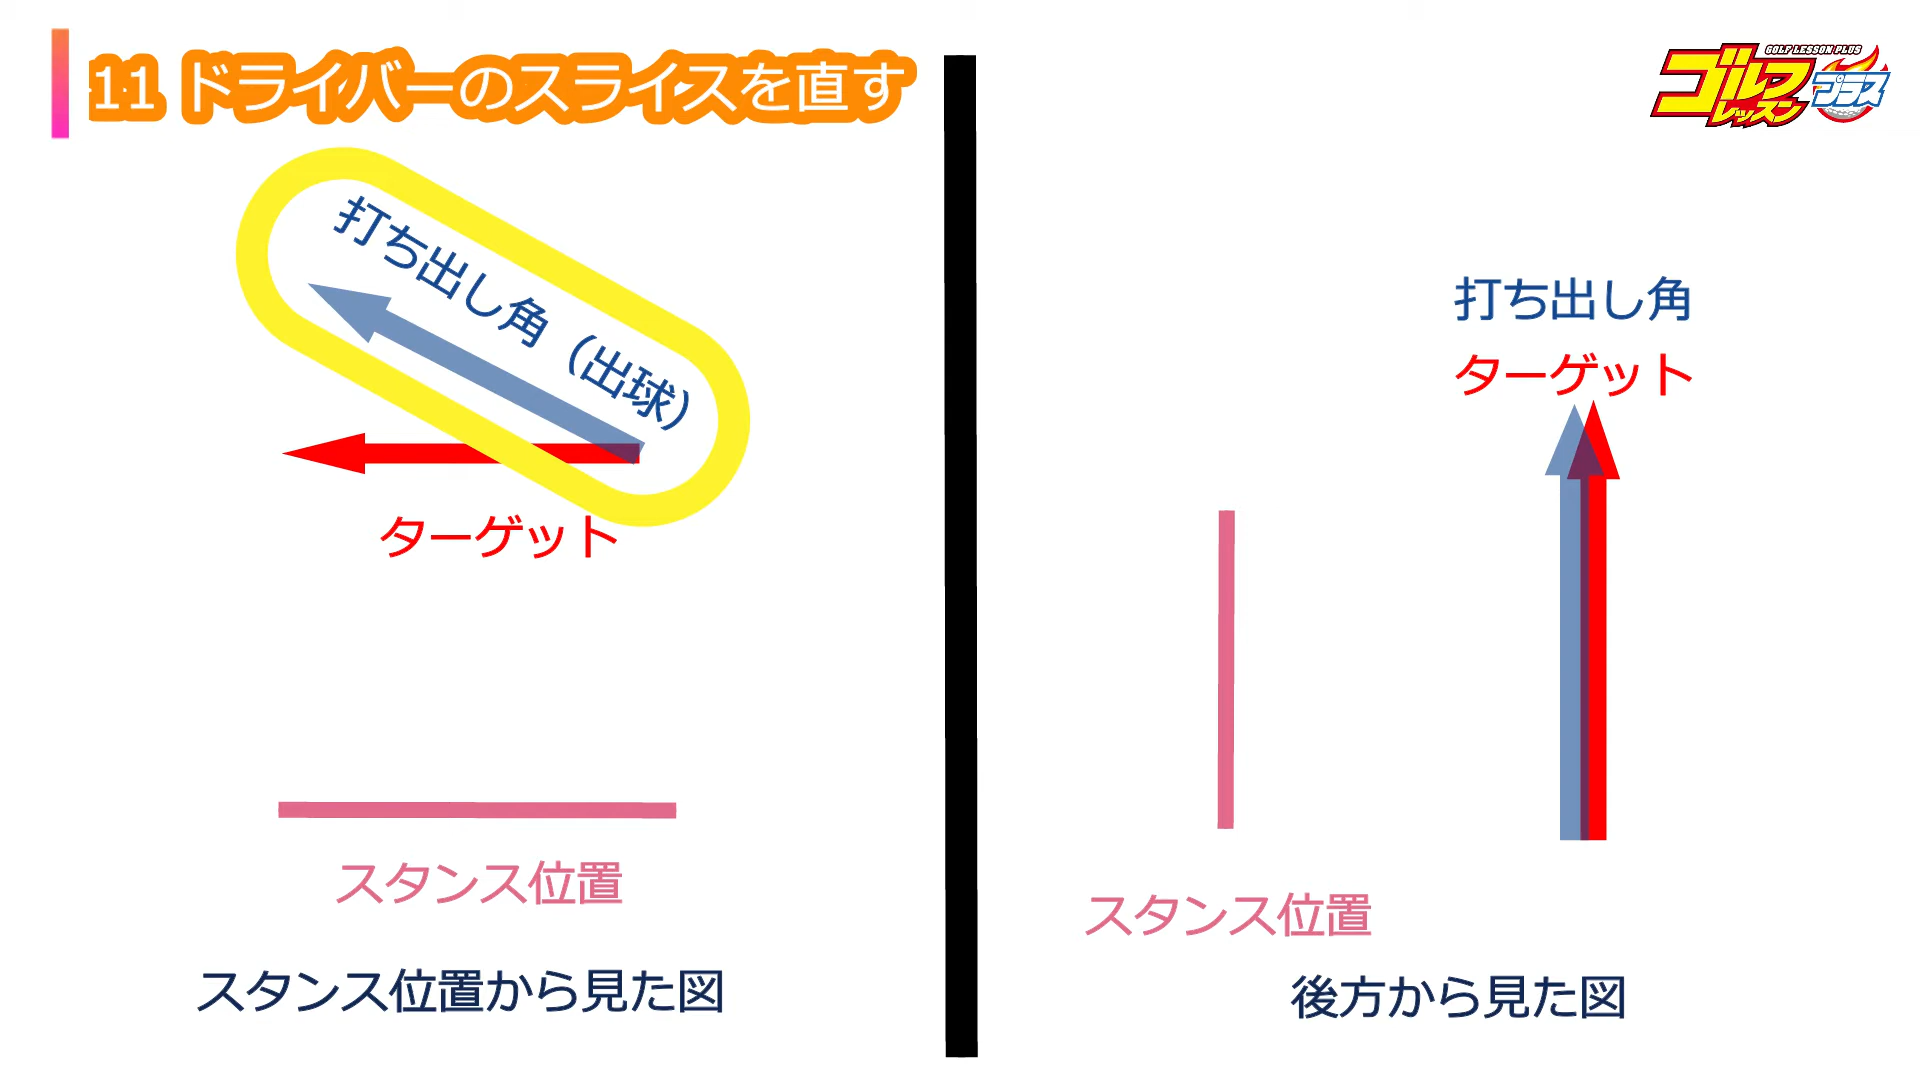 11 ドライバーのスライスを直す
GOLF LESSON PLUS
ゴルフ
レッスン
プラス
打ち出し角（出球）
ターゲット
スタンス位置
スタンス位置から見た図
打ち出し角
ターゲット
スタンス位置
後方から見た図